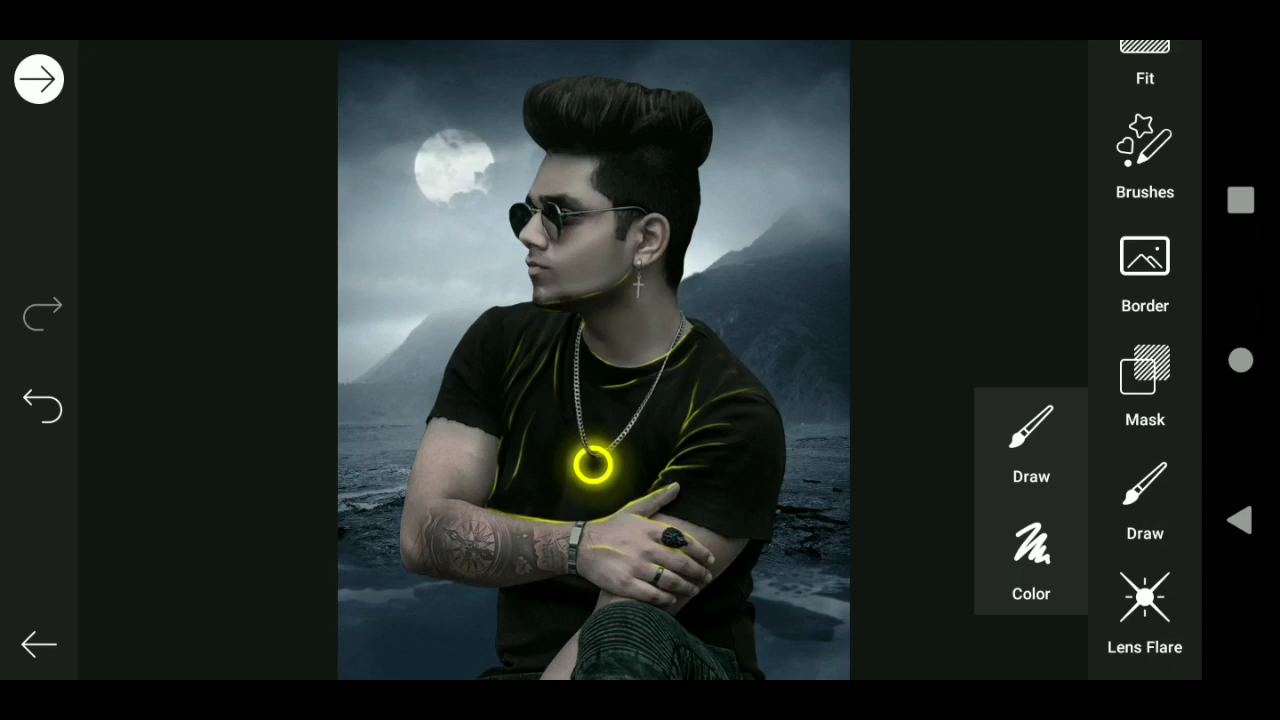 Fit
Brushes
Border
Mask
Draw
Lens Flare
Draw
Color